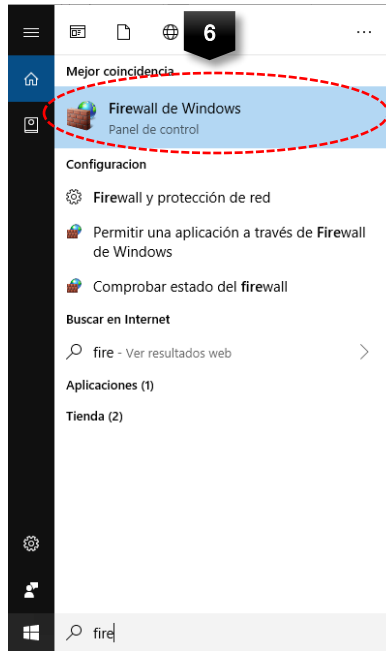 6
Mejor coincidencia
Firewall de Windows
Panel de control
Configuracion
Firewall y protección de red
Permitir una aplicación a través de Firewall
de Windows
Comprobar estado del firewall
Buscar en Internet
fire - Ver resultados web
Aplicaciones (1)
Tienda (2)
fire